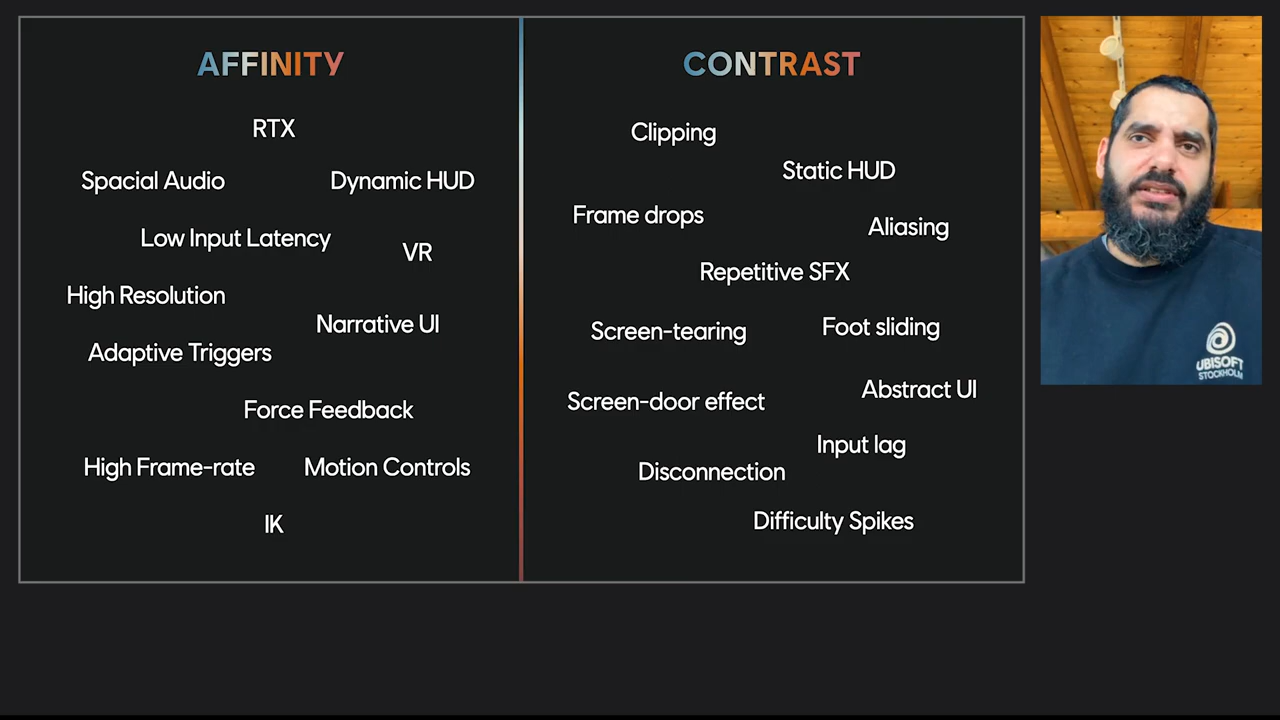 AFFINITY
RTX
Spacial Audio
Dynamic HUD
Low Input Latency
VR
High Resolution
Narrative UI
Adaptive Triggers
Force Feedback
High Frame-rate
Motion Controls
IK
CONTRAST
Clipping
Static HUD
Frame drops
Aliasing
Repetitive SFX
Screen-tearing
Foot sliding
Abstract UI
Screen-door effect
Input lag
Disconnection
Difficulty Spikes
UBISOFT
STOCKHOLM